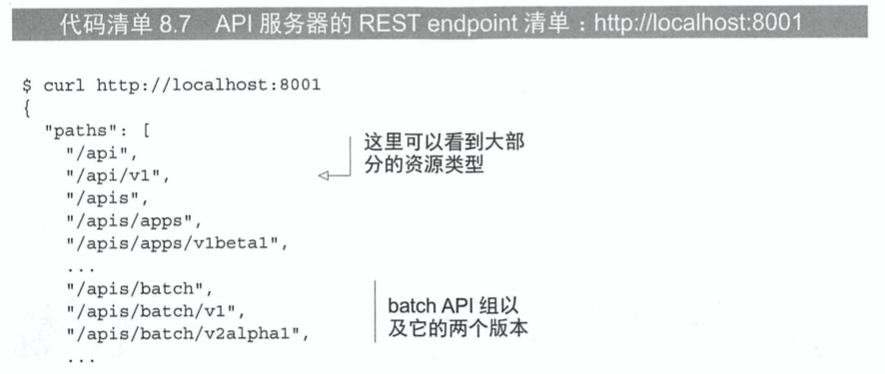 代码清单 8.7 API 服务器的 REST endpoint 清单：http://localhost:8001
$ curl http://localhost:8001
{
"paths": [
"/api",
"/api/v1",
"/apis",
"/apis/apps",
"/apis/apps/v1beta1",
...
"/apis/batch",
"/apis/batch/v1",
"/apis/batch/v2alpha1",
...
这里可以看到大部
分的资源类型
batch API 组以
及它的两个版本